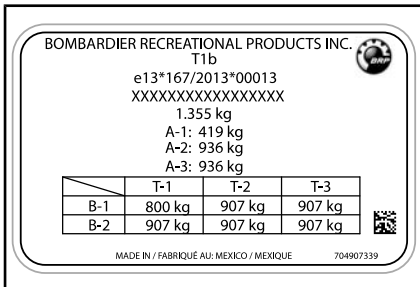 BOMBARDIER RECREATIONAL PRODUCTS INC.
BRP
T1b
e13*167/2013*00013
XXXXXXXXXXXXXXXXX
1.355 kg
A-1: 419 kg
A-2: 936 kg
A-3: 936 kg
T-1 T-2 T-3
B-1 800 kg 907 kg 907 kg
B-2 907 kg 907 kg 907 kg
MADE IN / FABRIQUÉ AU: MEXICO / MEXIQUE 704907339